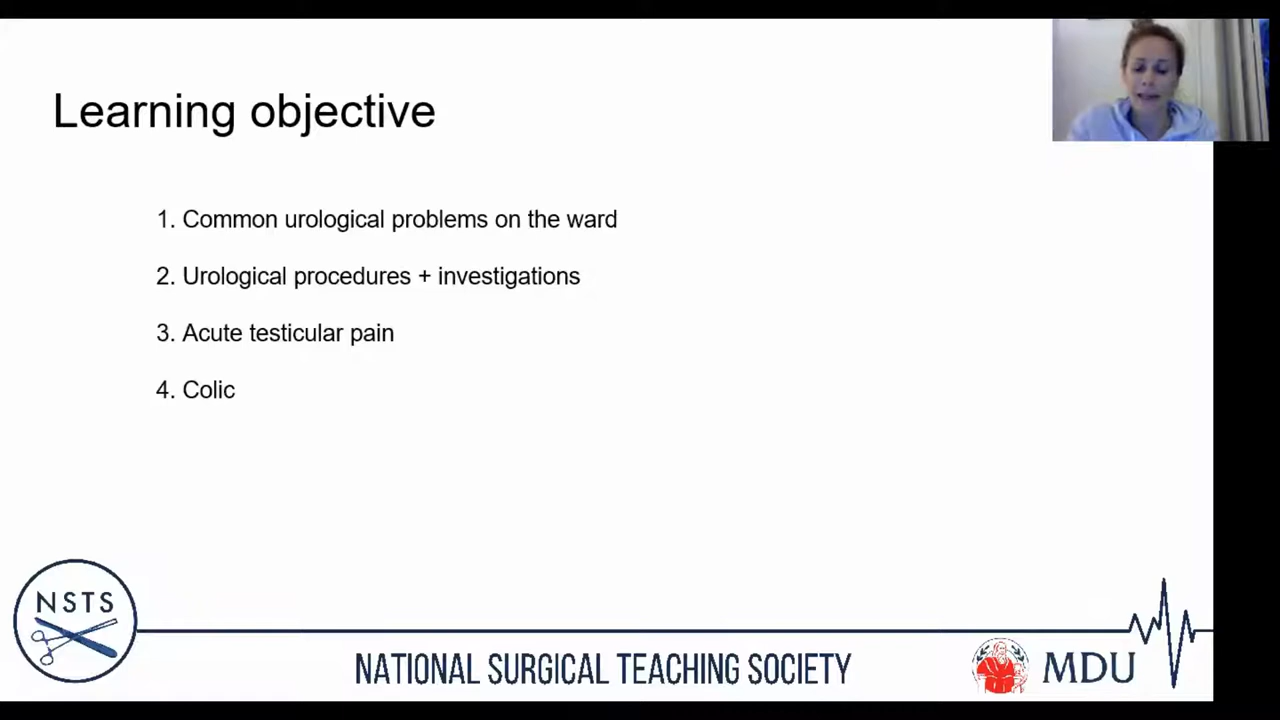 Learning objective
1. Common urological problems on the ward
2. Urological procedures + investigations
3. Acute testicular pain
4. Colic
NSTS
NATIONAL SURGICAL TEACHING SOCIETY
MDU